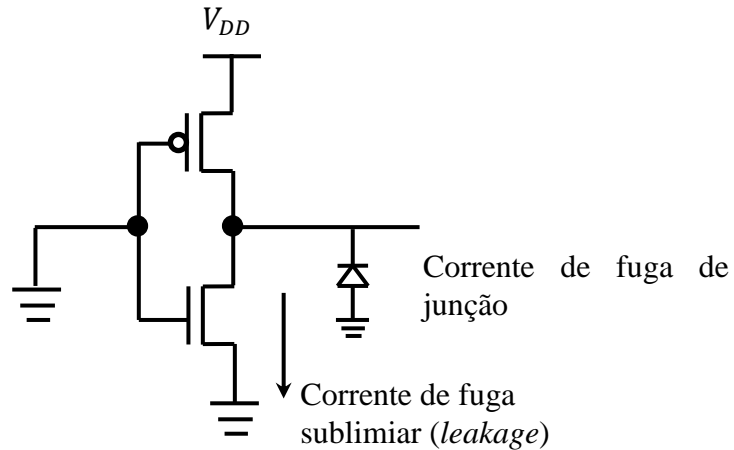 V_DD
Corrente de fuga de
junção
Corrente de fuga
sublimiar (leakage)